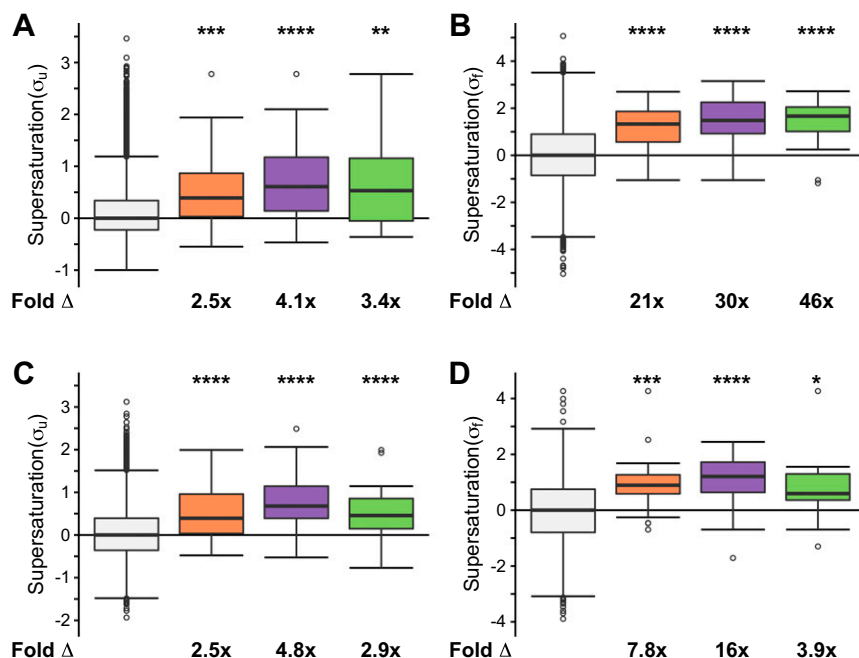 A
*** **** **
Supersaturation(σu)
3
2
1
0
-1
Fold Δ 2.5x 4.1x 3.4x
B
**** **** ****
Supersaturation(σf)
4
2
0
-2
-4
21x 30x 46x
C
**** **** ****
Supersaturation(σu)
3
2
1
0
-1
-2
Fold Δ 2.5x 4.8x 2.9x
D
*** **** *
Supersaturation(σf)
4
2
0
-2
-4
7.8x 16x 3.9x